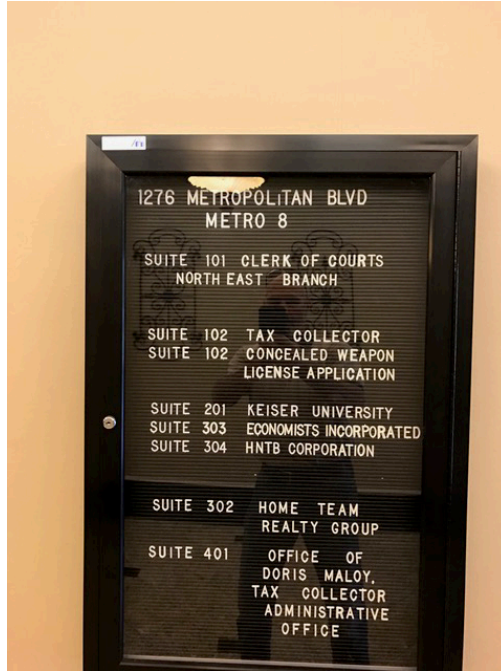 1276 METROPOLITAN BLVD
METRO 8
SUITE 101 CLERK OF COURTS
NORTH EAST BRANCH
SUITE 102 TAX COLLECTOR
SUITE 102 CONCEALED WEAPON
LICENSE APPLICATION
SUITE 201 KEISER UNIVERSITY
SUITE 303 ECONOMISTS INCORPORATED
SUITE 304 HNTB CORPORATION
SUITE 302 HOME TEAM
REALTY GROUP
SUITE 401 OFFICE OF
DORIS MALOY,
TAX COLLECTOR
ADMINISTRATIVE
OFFICE